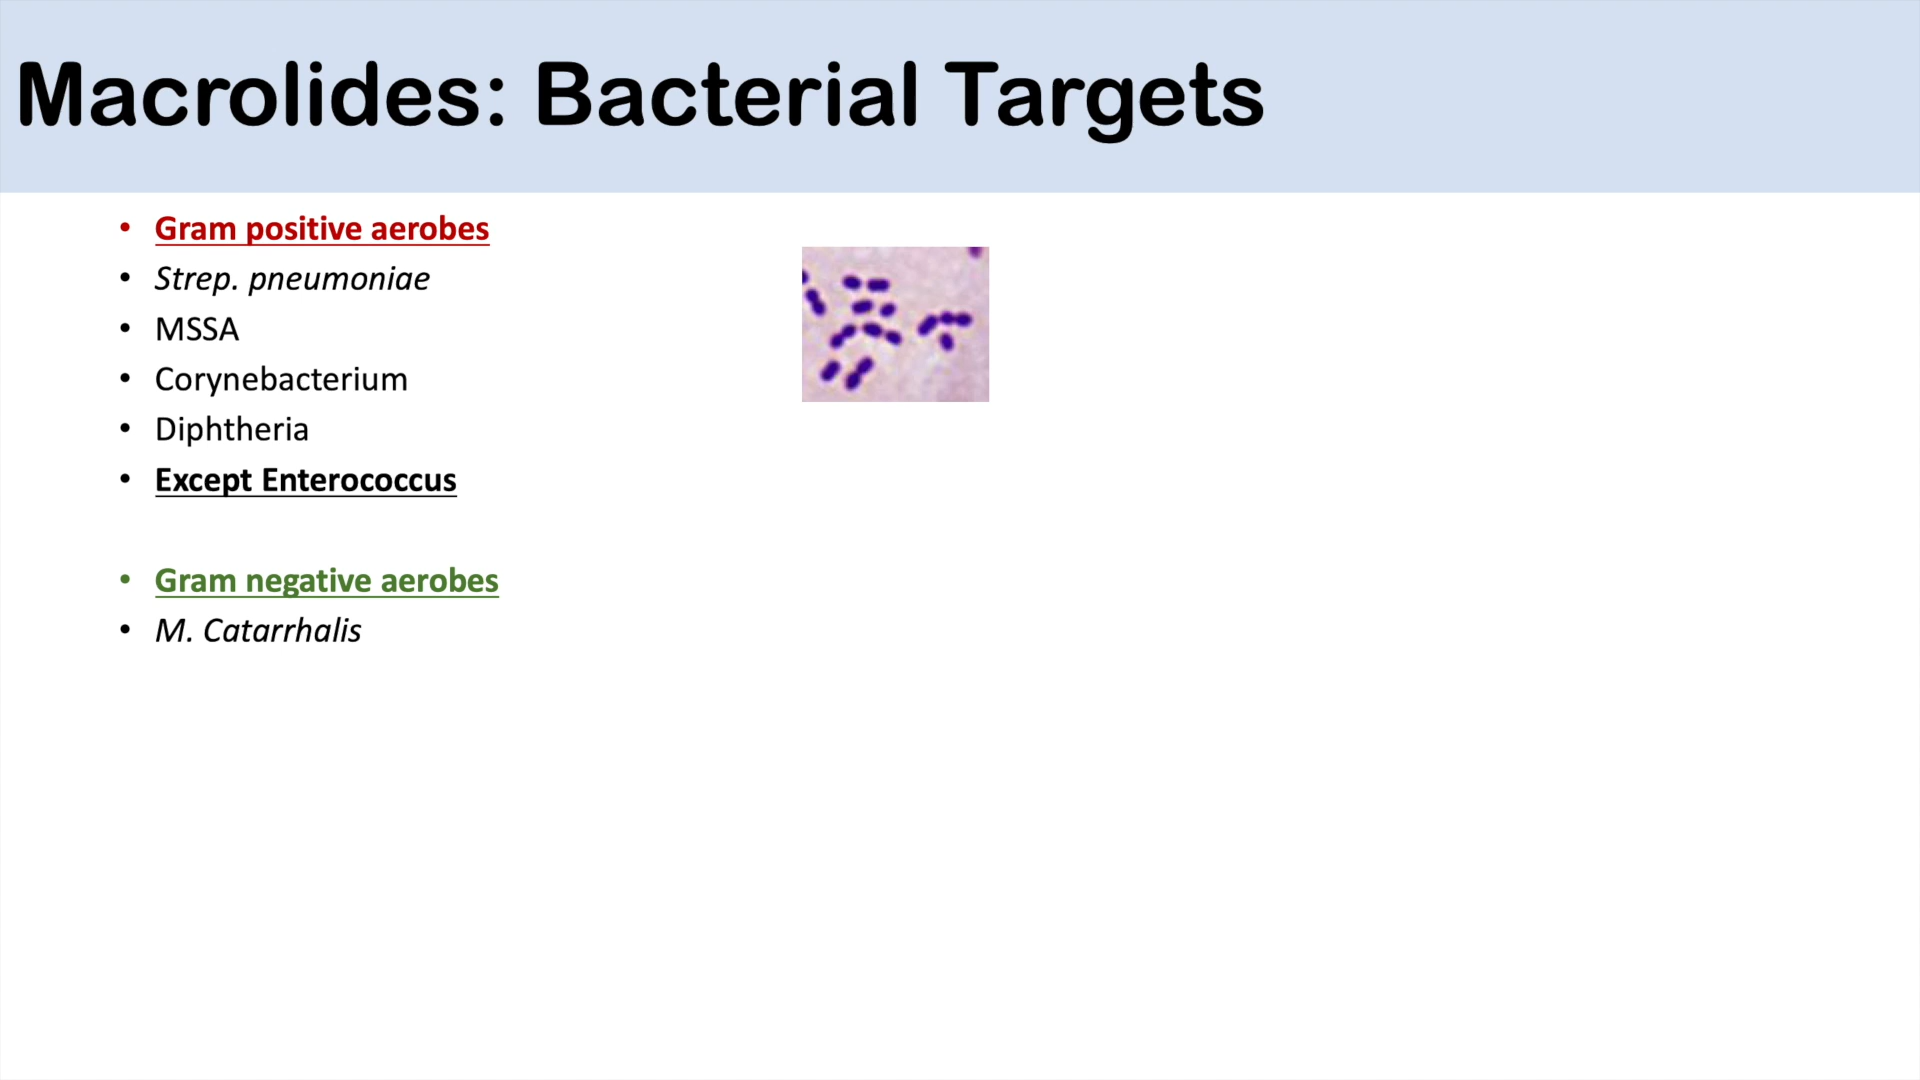 Macrolides: Bacterial Targets
• Gram positive aerobes
• Strep. pneumoniae
• MSSA
• Corynebacterium
• Diphtheria
• Except Enterococcus
• Gram negative aerobes
• M. Catarrhalis